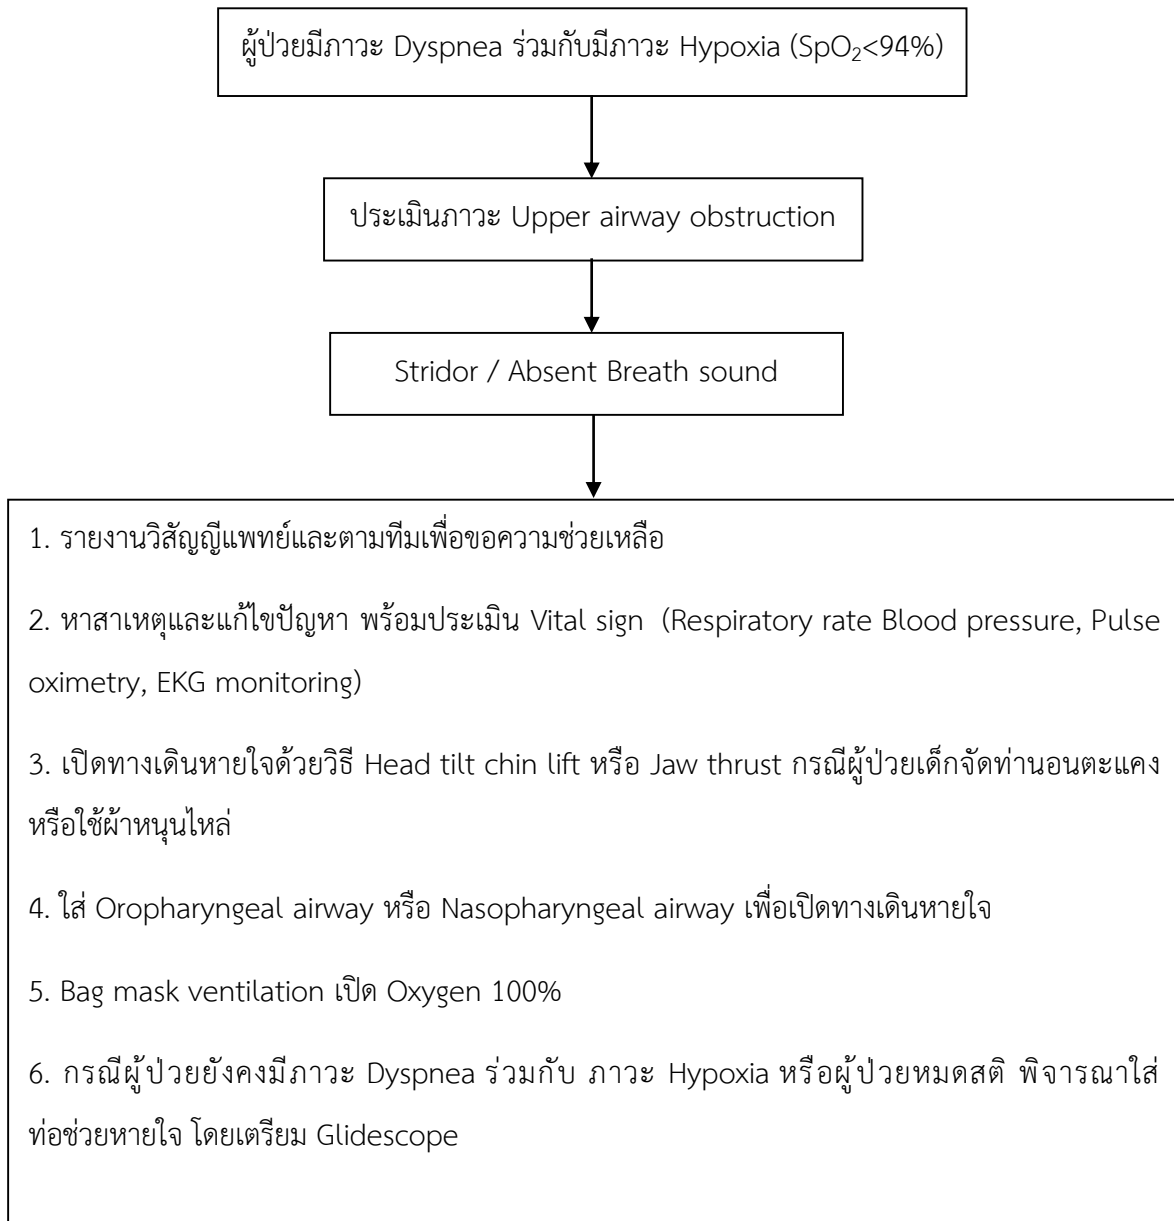 ผู้ป่วยมีภาวะ Dyspnea ร่วมกับมีภาวะ Hypoxia (SpO₂<94%)
ประเมินภาวะ Upper airway obstruction
Stridor / Absent Breath sound
1. รายงานวิสัญญีแพทย์และตามทีมเพื่อขอความช่วยเหลือ
2. หาสาเหตุและแก้ไขปัญหา พร้อมประเมิน Vital sign (Respiratory rate Blood pressure, Pulse
oximetry, EKG monitoring)
3. เปิดทางเดินหายใจด้วยวิธี Head tilt chin lift หรือ Jaw thrust กรณีผู้ป่วยเด็กจัดท่านอนตะแคง
หรือใช้ผ้าหนุนไหล่
4. ใส่ Oropharyngeal airway หรือ Nasopharyngeal airway เพื่อเปิดทางเดินหายใจ
5. Bag mask ventilation เปิด Oxygen 100%
6. กรณีผู้ป่วยยังคงมีภาวะ Dyspnea ร่วมกับ ภาวะ Hypoxia หรือผู้ป่วยหมดสติ พิจารณาใส่
ท่อช่วยหายใจ โดยเตรียม Glidescope